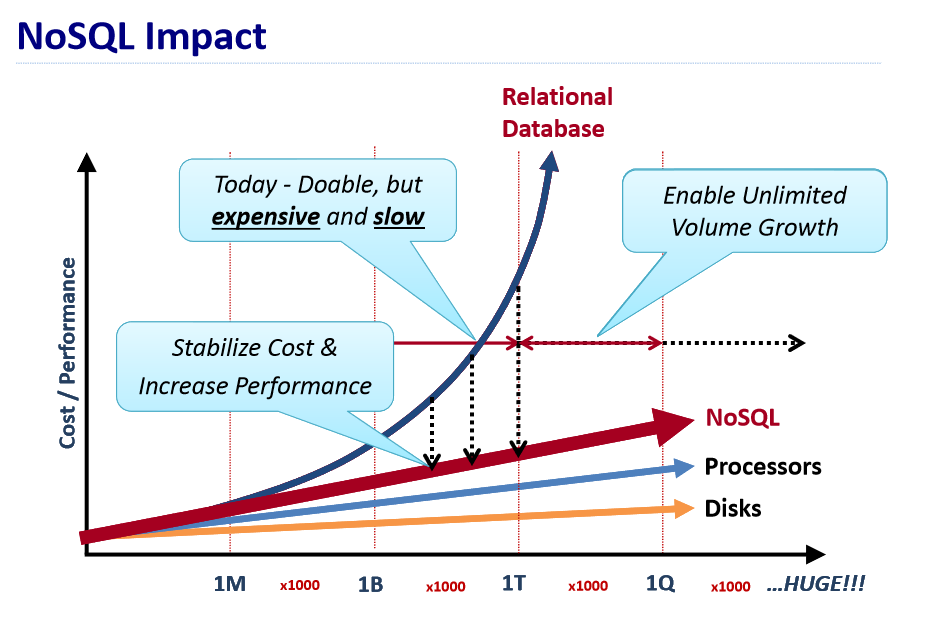 NoSQL Impact
Relational
Database
Today - Doable, but
expensive and slow
Enable Unlimited
Volume Growth
Cost / Performance
Stabilize Cost &
Increase Performance
NoSQL
Processors
Disks
1M x1000 1B x1000 1T x1000 1Q x1000 ...HUGE!!!